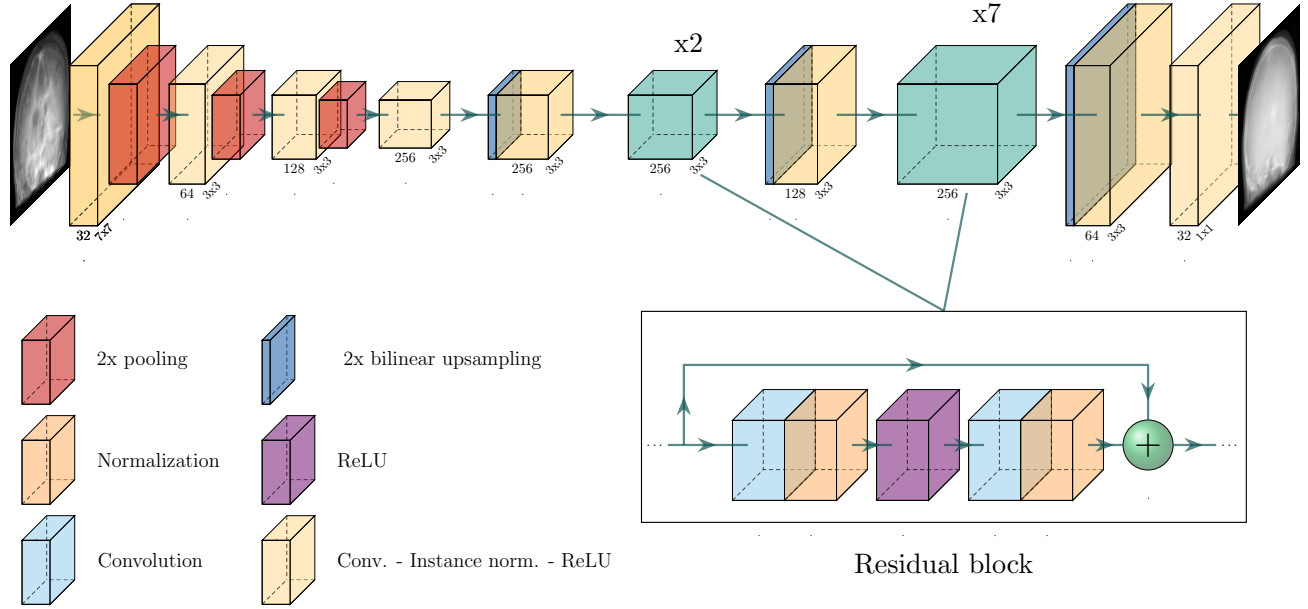 x2
x7
32
7x7
64
3x3
128
3x3
256
3x3
256
3x3
256
3x3
128
3x3
256
3x3
64
3x3
32
1x1
2x pooling
2x bilinear upsampling
Normalization
ReLU
Convolution
Conv. - Instance norm. - ReLU
...
+
...
Residual block